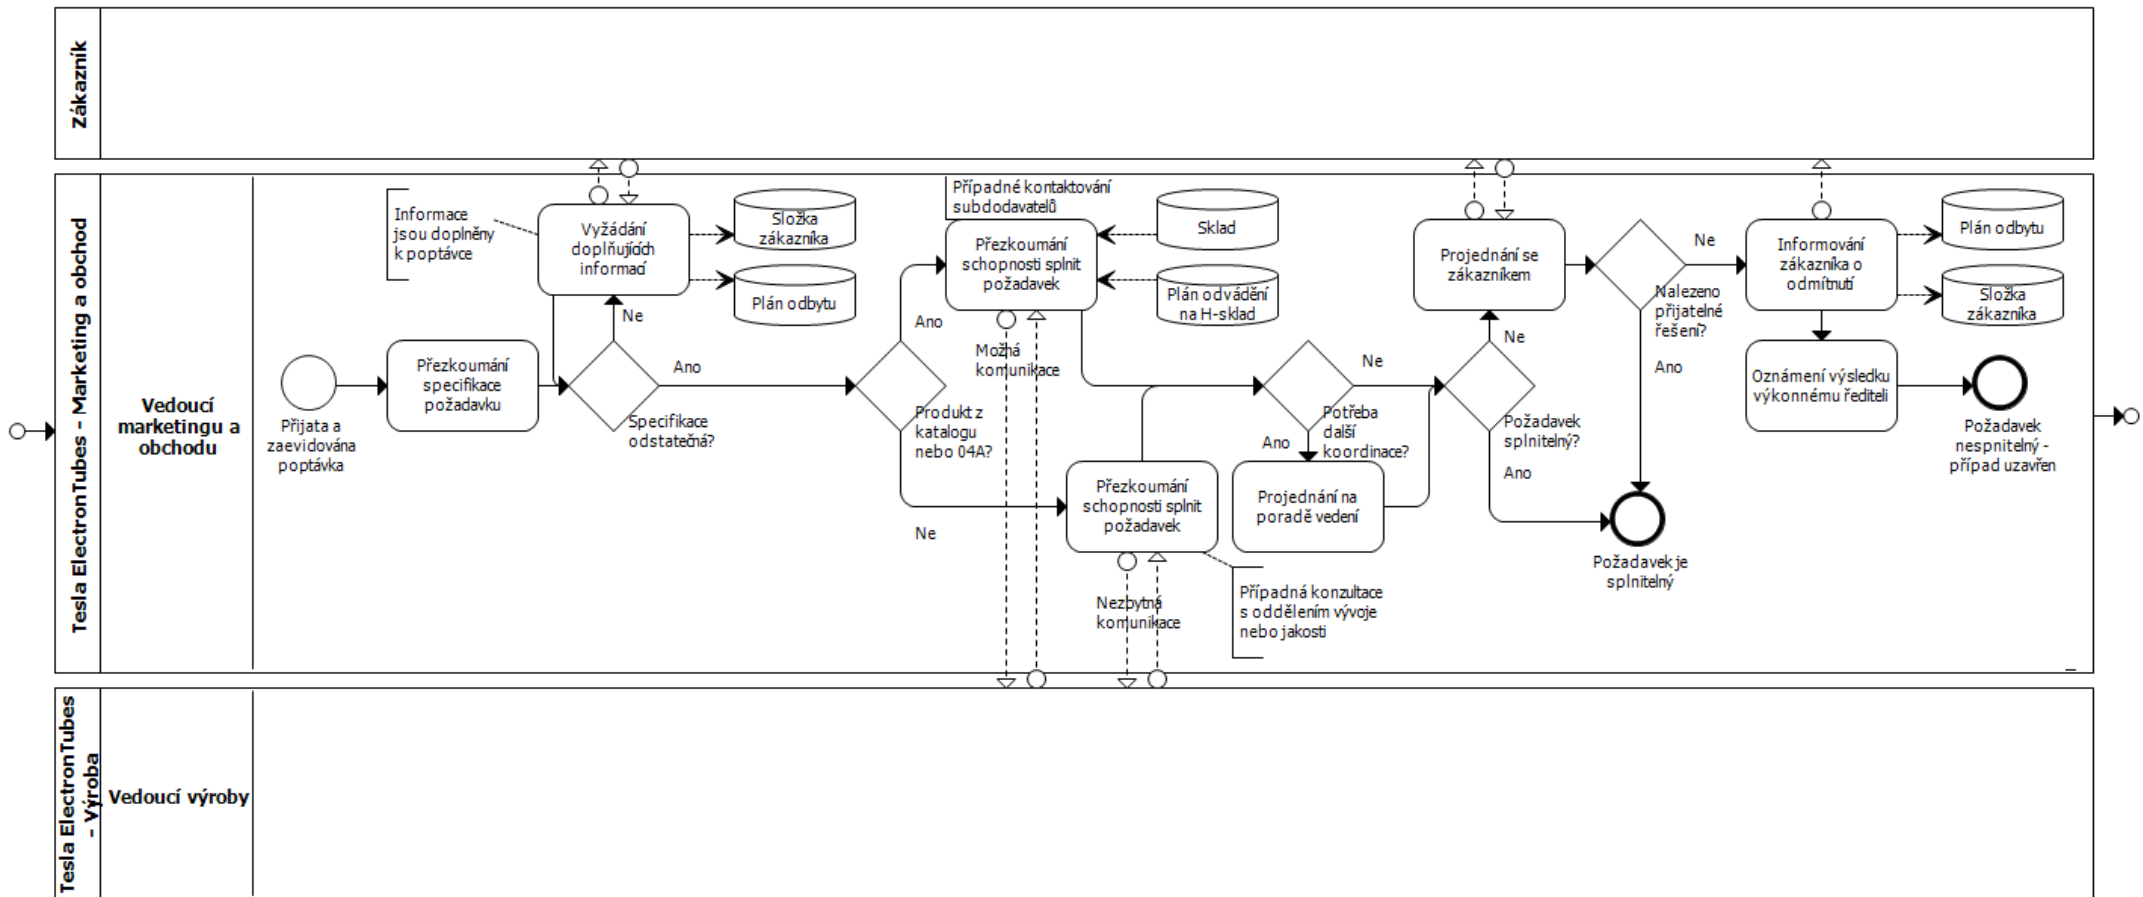 Zákazník
Tesla ElectronTubes - Marketing a obchod
Vedoucí
marketingu a
obchodu
Přijata a
zaevidována
poptávka
Informace
jsou doplněny
k poptávce
Přezkoumání
specifikace
požadavku
Vyžádání
doplňujících
informací
Složka
zákazníka
Plán odbytu
Ne
Ano
Specifikace
odstatečná?
Ano
Produkt z
katalogu
nebo 04A?
Ne
Případné kontaktování
subdodavatelů
Přezkoumání
schopnosti splnit
požadavek
Sklad
Plán odvádění
na H-sklad
Možná
komunikace
Přezkoumání
schopnosti splnit
požadavek
Nezbytná
komunikace
Případná konzultace
s oddělením vývoje
nebo jakosti
Ne
Potřeba
další
koordinace?
Ano
Projednání na
poradě vedení
Projednání se
zákazníkem
Ne
Požadavek
splnitelný?
Ano
Ne
Nalezeno
přijatelné
řešení?
Ano
Požadavek je
splnitelný
Informování
zákazníka o
odmítnutí
Plán odbytu
Složka
zákazníka
Oznámení výsledku
výkonnému řediteli
Požadavek
nespnitelný -
případ uzavřen
Tesla ElectronTubes
- Výroba
Vedoucí výroby